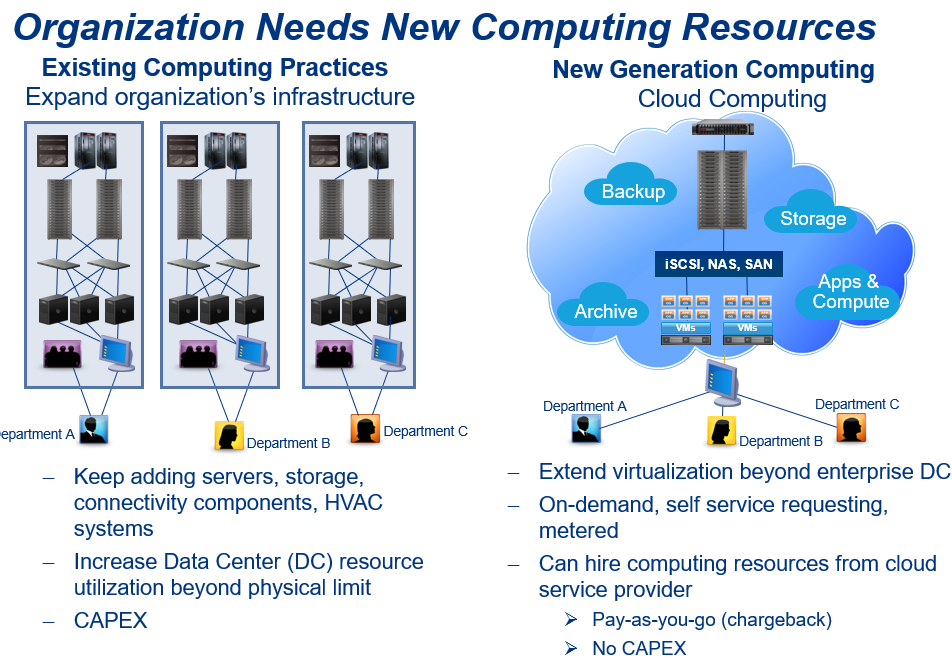 Organization Needs New Computing Resources
Existing Computing Practices
Expand organization's infrastructure
epartment A
Department B
Department C
– Keep adding servers, storage,
connectivity components, HVAC
systems
– Increase Data Center (DC) resource
utilization beyond physical limit
– CAPEX
New Generation Computing
Cloud Computing
Backup
Storage
iSCSI, NAS, SAN
Apps &
Compute
Archive
VMs
VMs
Department A
Department B
Department C
– Extend virtualization beyond enterprise DC
– On-demand, self service requesting,
metered
– Can hire computing resources from cloud
service provider
➢ Pay-as-you-go (chargeback)
➢ No CAPEX